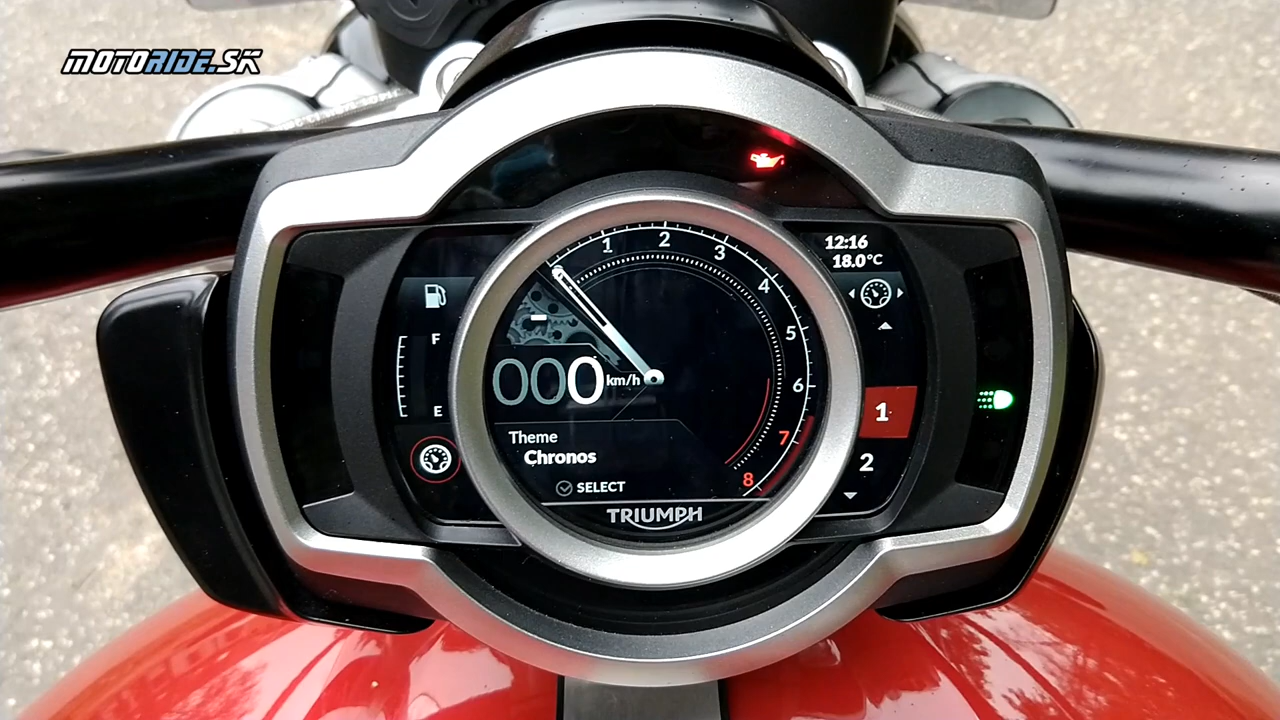 MOTORIDE.SK
12:16
18.0°C
1
2
3
4
5
6
7
8
F
E
-
000 km/h
Theme
Chronos
SELECT
TRIUMPH
1
2